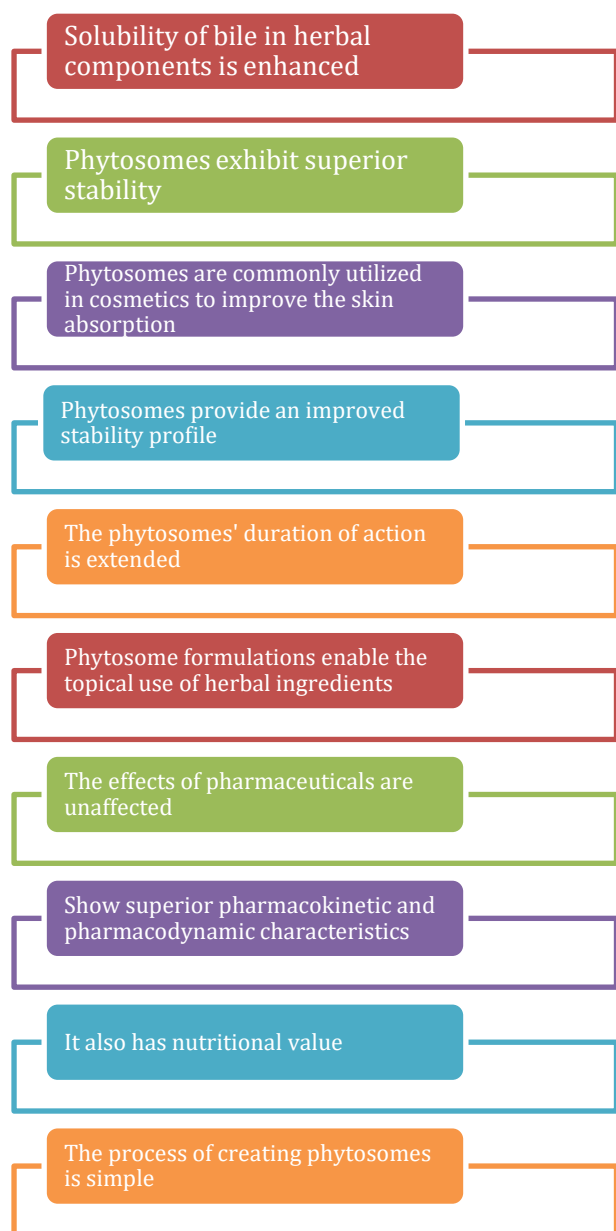 Solubility of bile in herbal
components is enhanced
Phytosomes exhibit superior
stability
Phytosomes are commonly utilized
in cosmetics to improve the skin
absorption
Phytosomes provide an improved
stability profile
The phytosomes' duration of action
is extended
Phytosome formulations enable the
topical use of herbal ingredients
The effects of pharmaceuticals are
unaffected
Show superior pharmacokinetic and
pharmacodynamic characteristics
It also has nutritional value
The process of creating phytosomes
is simple